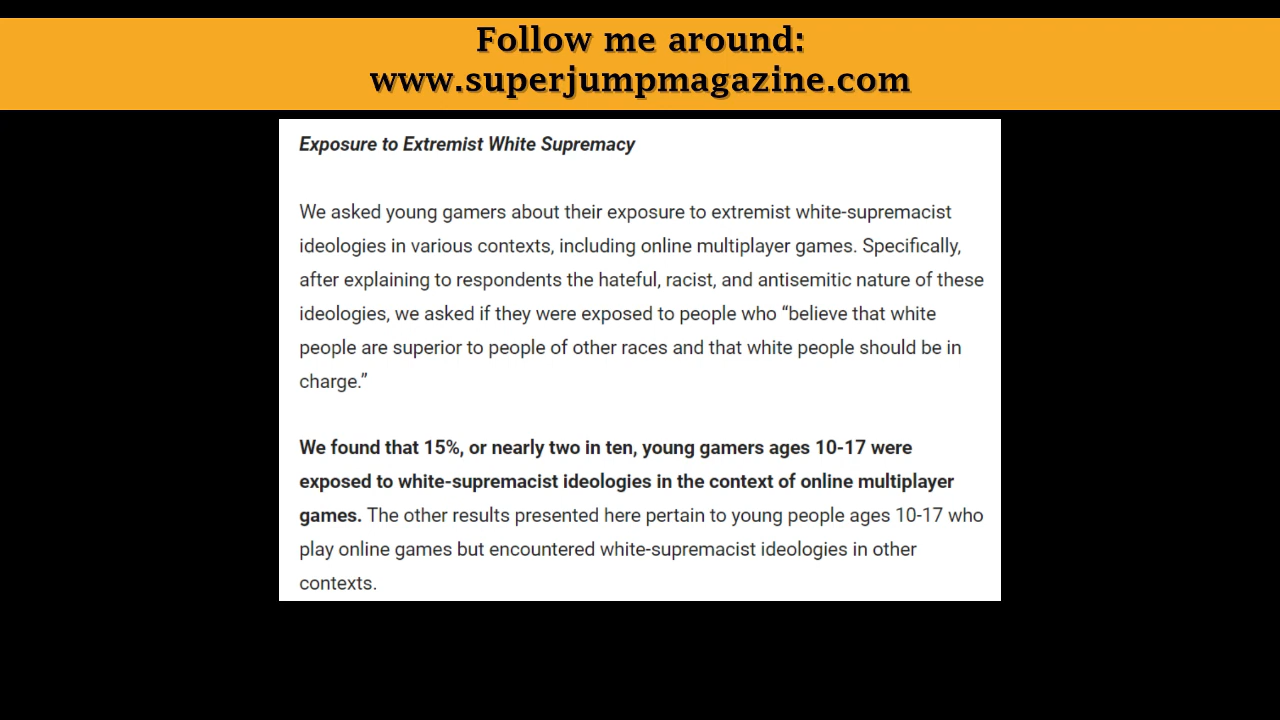 Follow me around:
www.superjumpmagazine.com
Exposure to Extremist White Supremacy
We asked young gamers about their exposure to extremist white-supremacist
ideologies in various contexts, including online multiplayer games. Specifically,
after explaining to respondents the hateful, racist, and antisemitic nature of these
ideologies, we asked if they were exposed to people who “believe that white
people are superior to people of other races and that white people should be in
charge.”
We found that 15%, or nearly two in ten, young gamers ages 10-17 were
exposed to white-supremacist ideologies in the context of online multiplayer
games. The other results presented here pertain to young people ages 10-17 who
play online games but encountered white-supremacist ideologies in other
contexts.